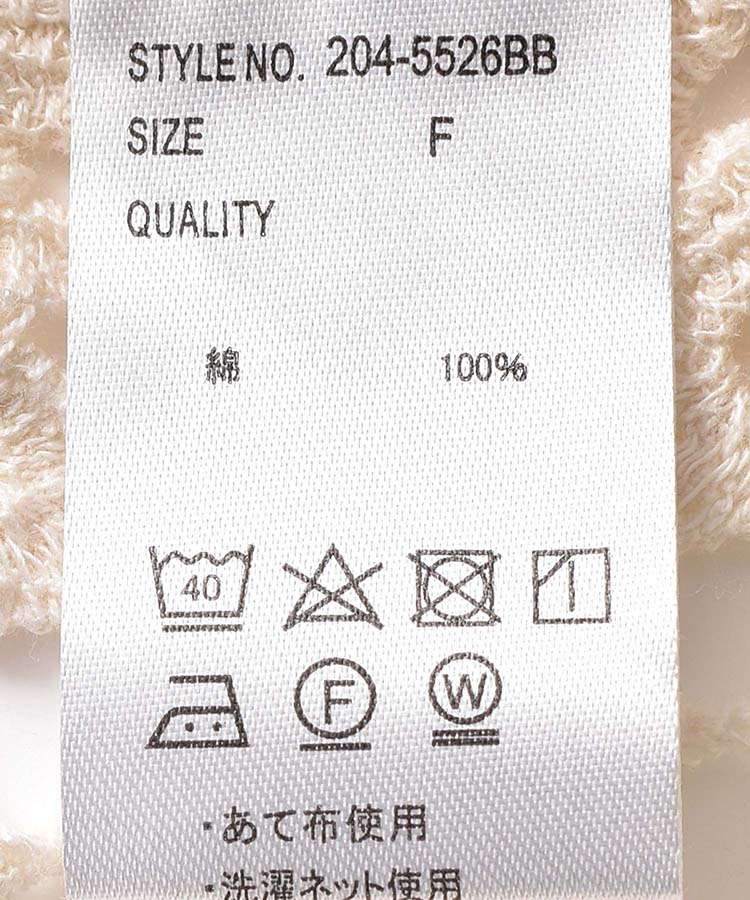 STYLE NO. 204-5526BB
SIZE F
QUALITY
綿 100%
40
F W
・あて布使用
・洗濯ネット使用